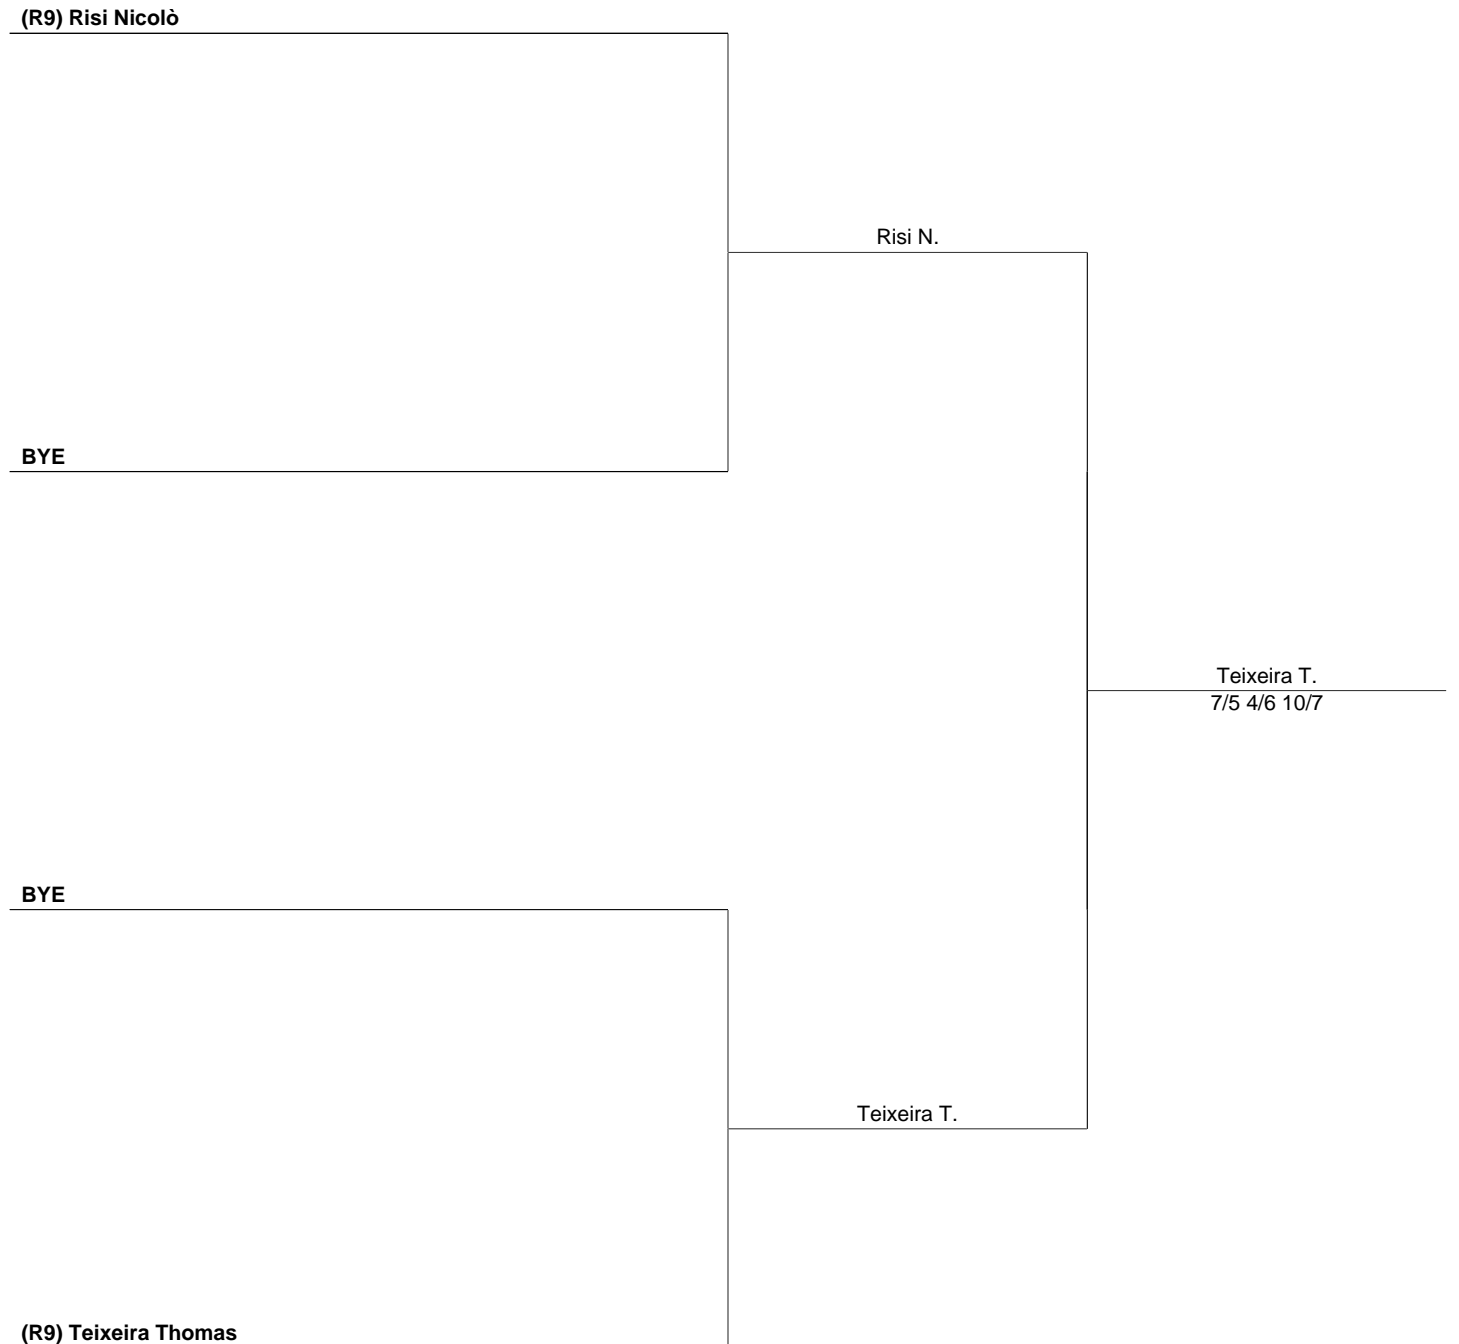 (R9) Risi Nicolò
Risi N.
BYE
Teixeira T.
7/5 4/6 10/7
BYE
Teixeira T.
(R9) Teixeira Thomas